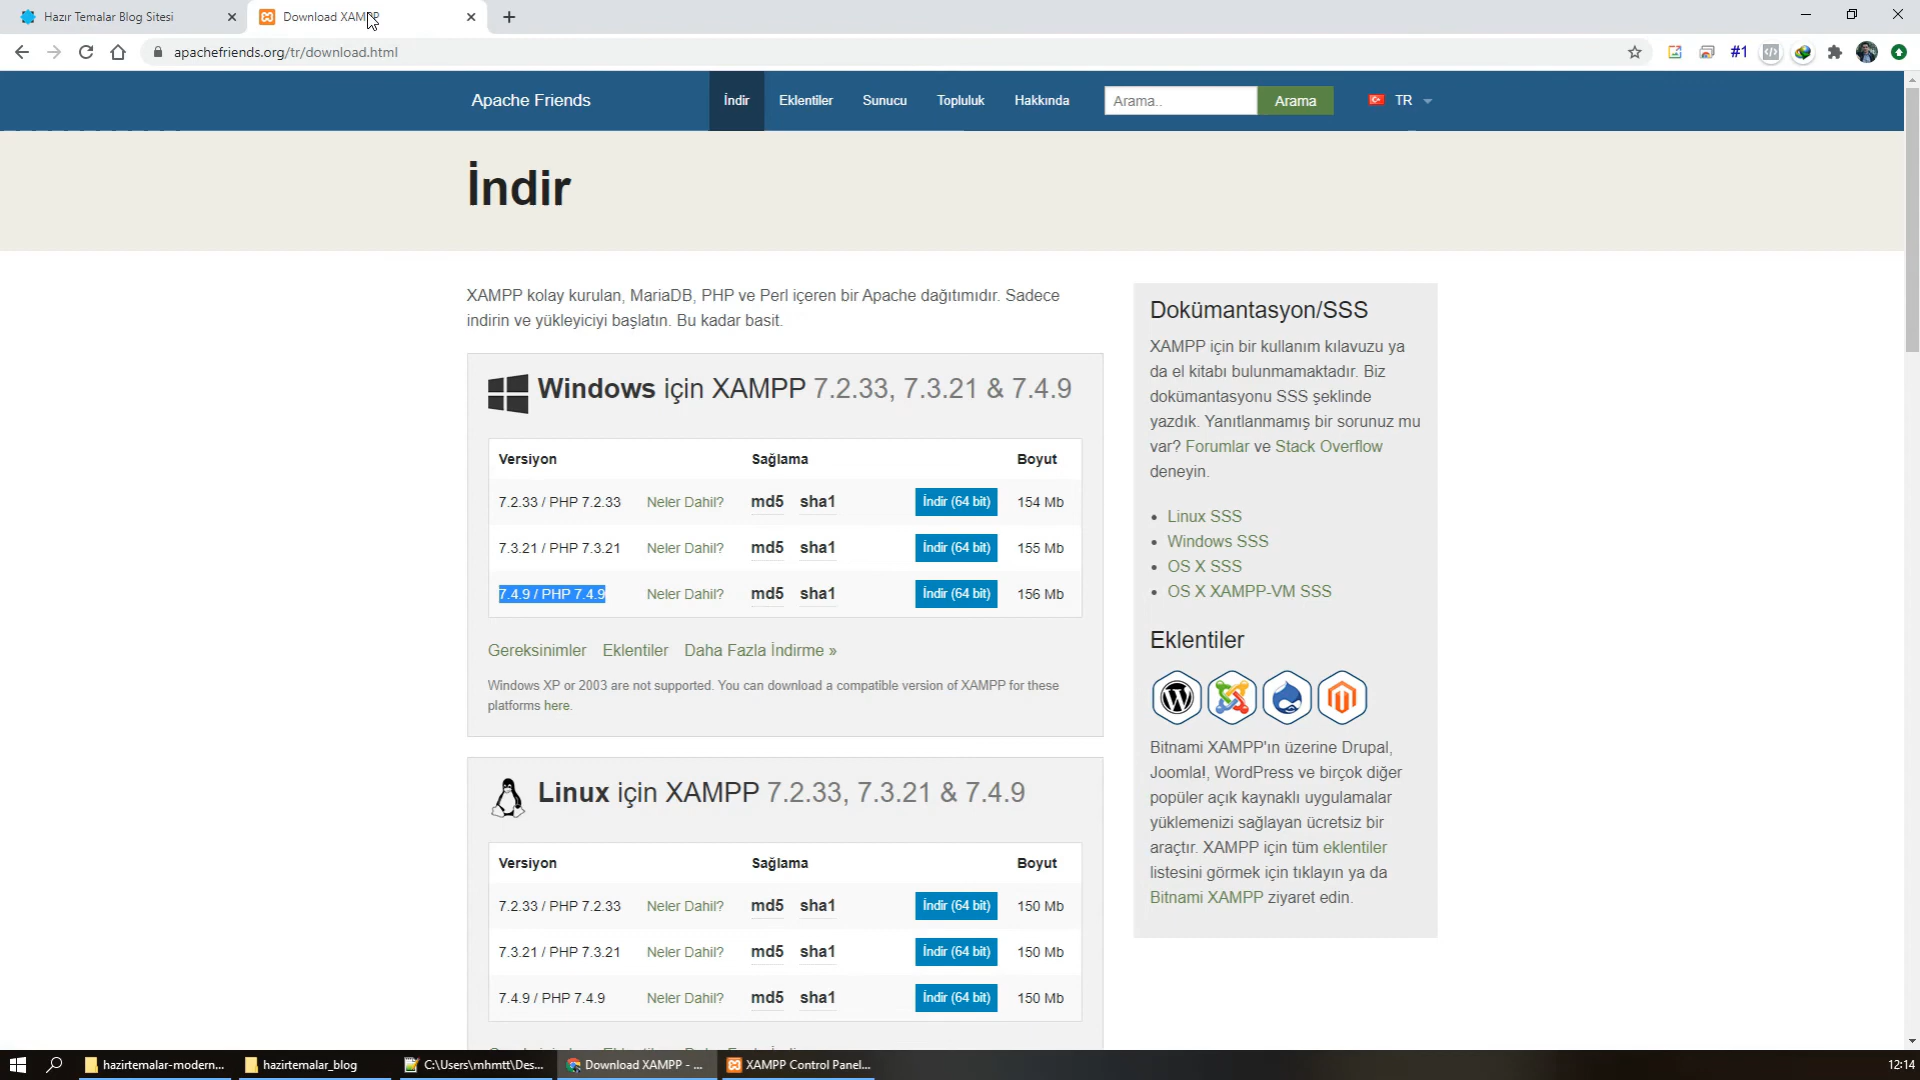 Hazır Temalar Blog Sitesi
Download XAMPP
apachefriends.org/tr/download.html
#1
Apache Friends
İndir
Eklentiler
Sunucu
Topluluk
Hakkında
Arama..
Arama
TR
İndir
XAMPP kolay kurulan, MariaDB, PHP ve Perl içeren bir Apache dağıtımıdır. Sadece
indirin ve yükleyiciyi başlatın. Bu kadar basit.
Windows için XAMPP 7.2.33, 7.3.21 & 7.4.9
Versiyon Sağlama Boyut
7.2.33 / PHP 7.2.33 Neler Dahil? md5 sha1 İndir (64 bit) 154 Mb
7.3.21 / PHP 7.3.21 Neler Dahil? md5 sha1 İndir (64 bit) 155 Mb
7.4.9 / PHP 7.4.9 Neler Dahil? md5 sha1 İndir (64 bit) 156 Mb
Gereksinimler Eklentiler Daha Fazla İndirme »
Windows XP or 2003 are not supported. You can download a compatible version of XAMPP for these
platforms here.
Linux için XAMPP 7.2.33, 7.3.21 & 7.4.9
Versiyon Sağlama Boyut
7.2.33 / PHP 7.2.33 Neler Dahil? md5 sha1 İndir (64 bit) 150 Mb
7.3.21 / PHP 7.3.21 Neler Dahil? md5 sha1 İndir (64 bit) 150 Mb
7.4.9 / PHP 7.4.9 Neler Dahil? md5 sha1 İndir (64 bit) 150 Mb
Dokümantasyon/SSS
XAMPP için bir kullanım kılavuzu ya
da el kitabı bulunmamaktadır. Biz
dokümantasyonu SSS şeklinde
yazdık. Yanıtlanmamış bir sorunuz mu
var? Forumlar ve Stack Overflow
deneyin.
• Linux SSS
• Windows SSS
• OS X SSS
• OS X XAMPP-VM SSS
Eklentiler
Bitnami XAMPP'ın üzerine Drupal,
Joomla!, WordPress ve birçok diğer
popüler açık kaynaklı uygulamalar
yüklemenizi sağlayan ücretsiz bir
araçtır. XAMPP için tüm eklentiler
listesini görmek için tıklayın ya da
Bitnami XAMPP ziyaret edin.
hazirtemalar-modern...
hazirtemalar_blog
C:\Users\mhmtt\Des...
Download XAMPP - ...
XAMPP Control Panel...
12:14